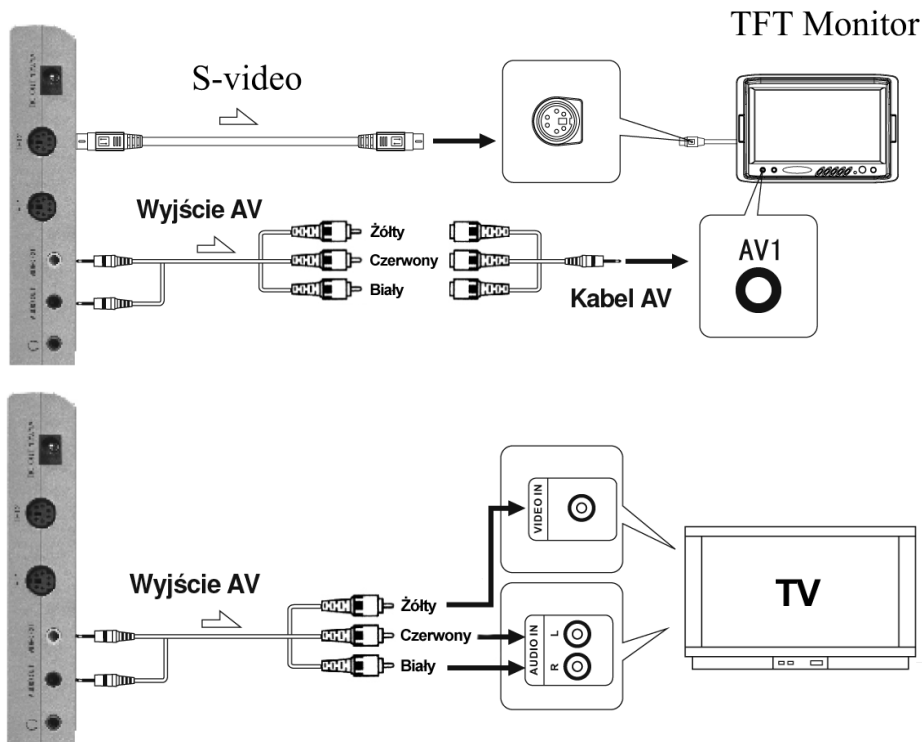 TFT Monitor
S-video
Wyjście AV
Żółty
Czerwony
Biały
Kabel AV
AV1
Wyjście AV
Żółty
Czerwony
Biały
VIDEO IN
AUDIO IN
L
R
TV